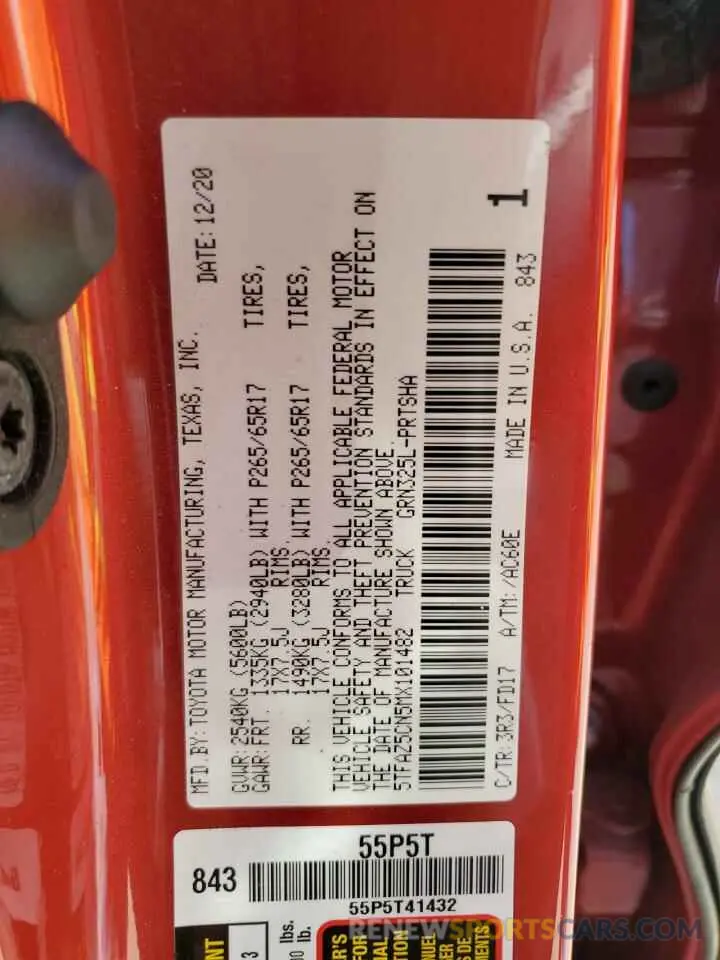 MFD.BY: TOYOTA MOTOR MANUFACTURING, TEXAS, INC. DATE: 12/20
GVWR: 2540KG (5600LB)
GAWR: FRT. 1335KG (2940LB) WITH P265/65R17 TIRES,
17X7.5J RIMS.
RR. 1490KG (3280LB) WITH P265/65R17 TIRES,
17X7.5J RIMS.
THIS VEHICLE CONFORMS TO ALL APPLICABLE FEDERAL MOTOR
VEHICLE SAFETY AND THEFT PREVENTION STANDARDS IN EFFECT ON
THE DATE OF MANUFACTURE SHOWN ABOVE.
5TFAZ5CN5MX101482 TRUCK GRN325L-PRTSHA
C/TR: 3R3/FD17 A/TM: /AC60E MADE IN U.S.A. 843
1
55P5T
843
55P5T41432
RENEWSPORTSCARS.COM